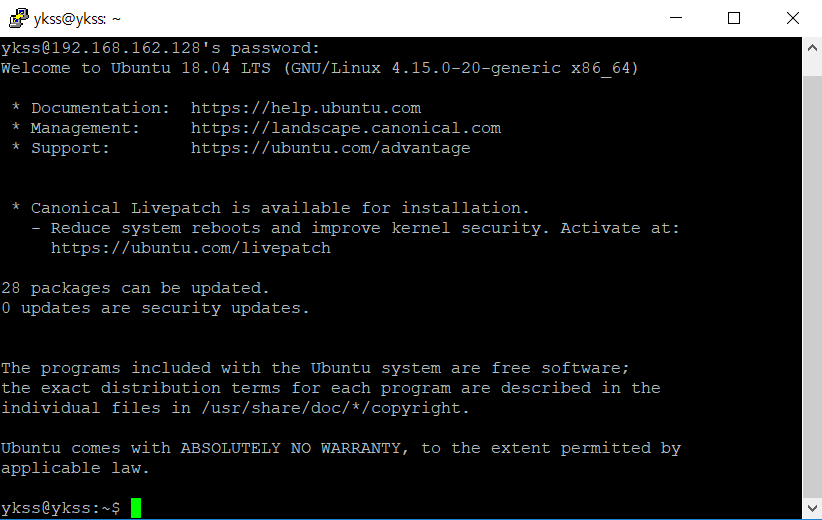 ykss@ykss: ~
ykss@192.168.162.128's password:
Welcome to Ubuntu 18.04 LTS (GNU/Linux 4.15.0-20-generic x86_64)
* Documentation:  https://help.ubuntu.com
* Management:     https://landscape.canonical.com
* Support:        https://ubuntu.com/advantage
* Canonical Livepatch is available for installation.
- Reduce system reboots and improve kernel security. Activate at:
https://ubuntu.com/livepatch
28 packages can be updated.
0 updates are security updates.
The programs included with the Ubuntu system are free software;
the exact distribution terms for each program are described in the
individual files in /usr/share/doc/*/copyright.
Ubuntu comes with ABSOLUTELY NO WARRANTY, to the extent permitted by
applicable law.
ykss@ykss:~$